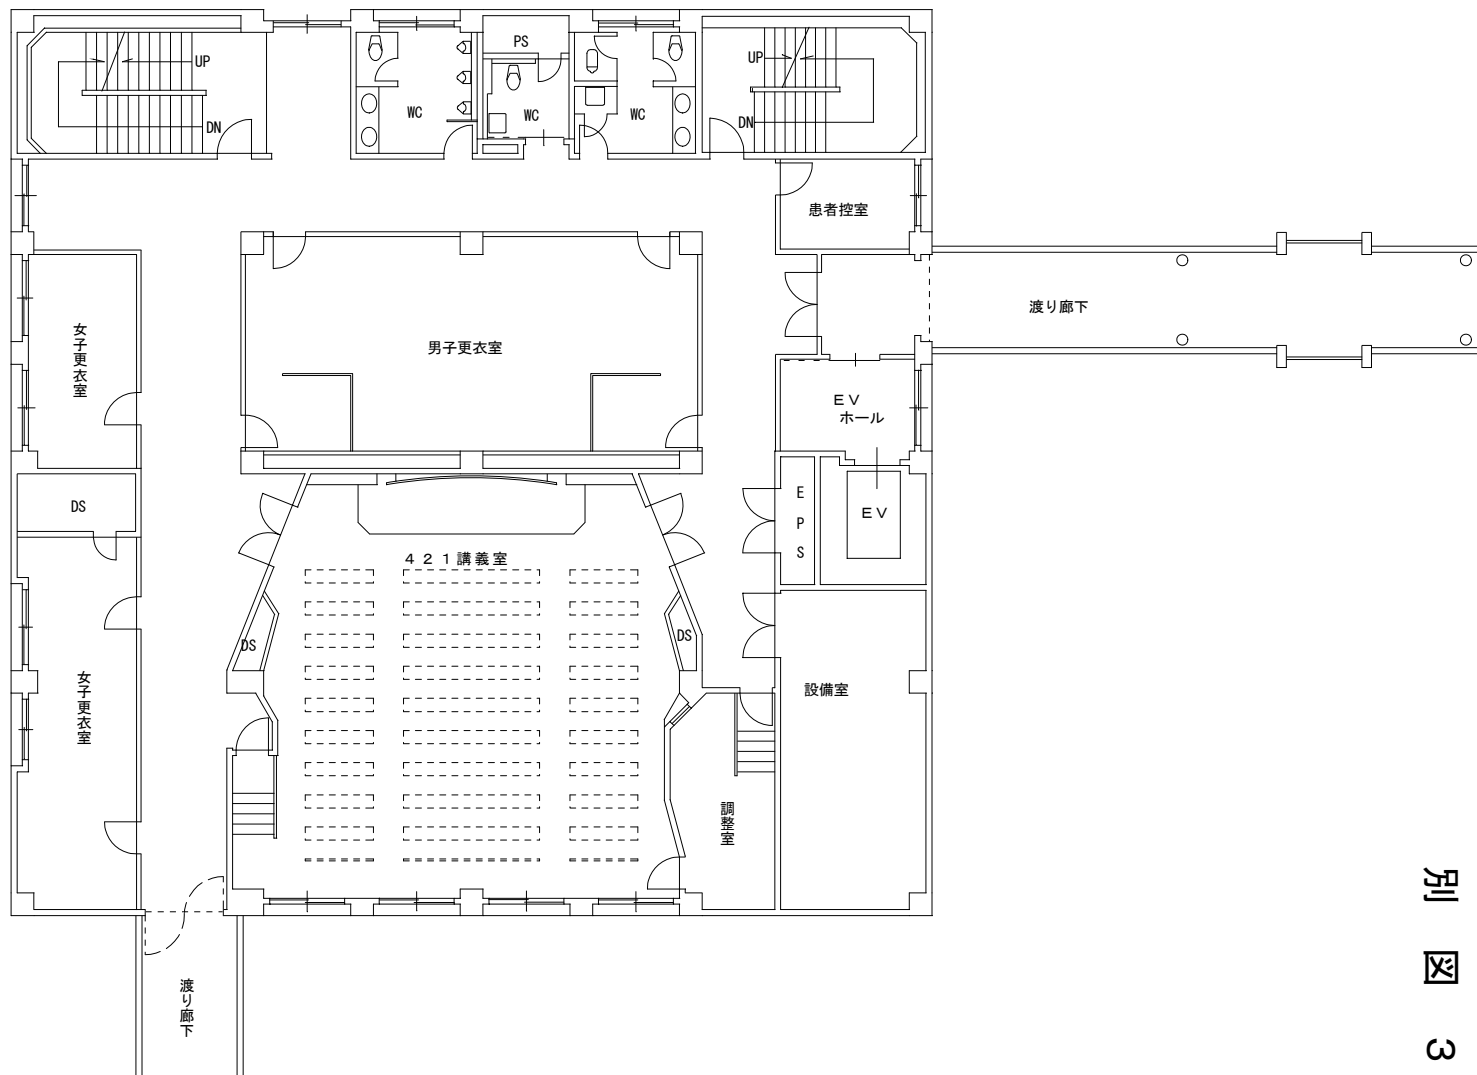 UP
DN
WC
PS
WC
WC
UP
DN
患者控室
渡り廊下
女子更衣室
男子更衣室
EV
ホール
DS
E
P
S
EV
421講義室
DS
DS
女子更衣室
設備室
調整室
渡り廊下
別図3